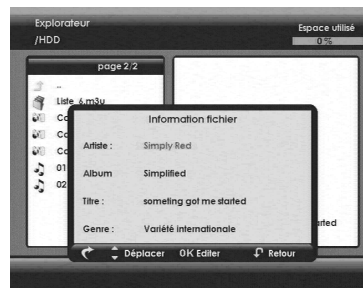 Explorateur
/HDD
Espace utilisé
0 %
page 2/2
..
Liste_6.m3u
Co
Co
Co
01
02
Information fichier
Artiste : Simply Red
Album Simplified
Titre : someting got me started
Genre : Variété internationale
arted
Déplacer OK Editer Retour